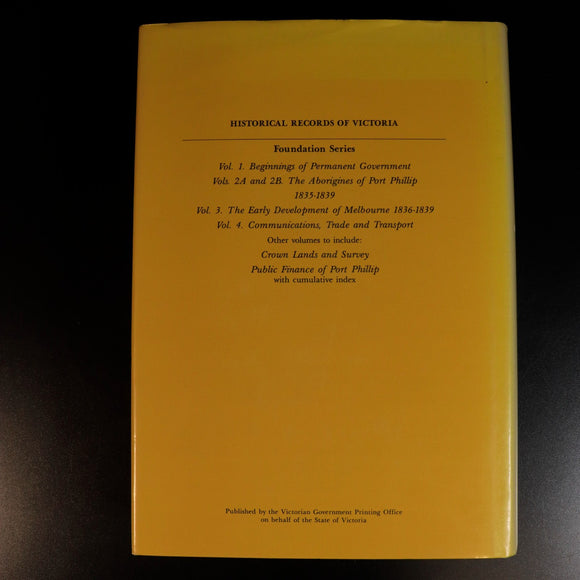 HISTORICAL RECORDS OF VICTORIA
Foundation Series
Vol. 1. Beginnings of Permanent Government
Vols. 2A and 2B. The Aborigines of Port Phillip
1835-1839
Vol. 3. The Early Development of Melbourne 1836-1839
Vol. 4. Communications, Trade and Transport
Other volumes to include:
Crown Lands and Survey
Public Finance of Port Phillip
with cumulative index
Published by the Victorian Government Printing Office
on behalf of the State of Victoria